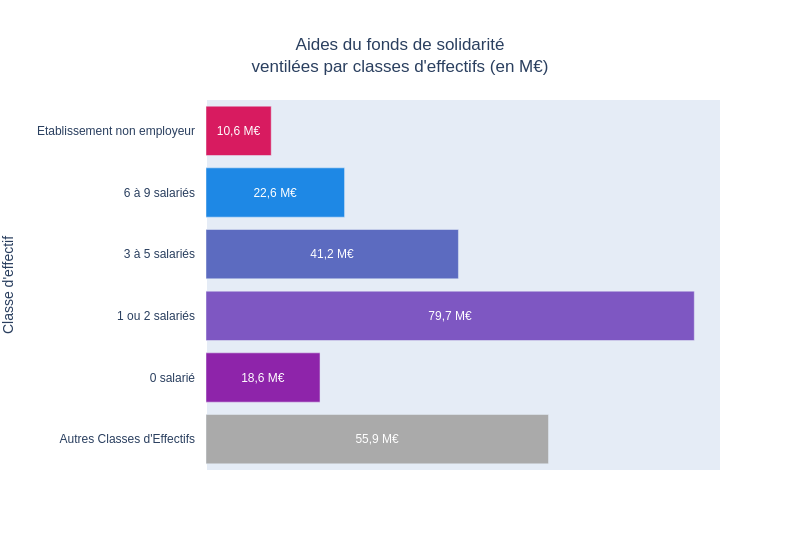 Aides du fonds de solidarité
ventilées par classes d'effectifs (en M€)
Classe d'effectif
Etablissement non employeur
10,6 M€
6 à 9 salariés
22,6 M€
3 à 5 salariés
41,2 M€
1 ou 2 salariés
79,7 M€
0 salarié
18,6 M€
Autres Classes d'Effectifs
55,9 M€